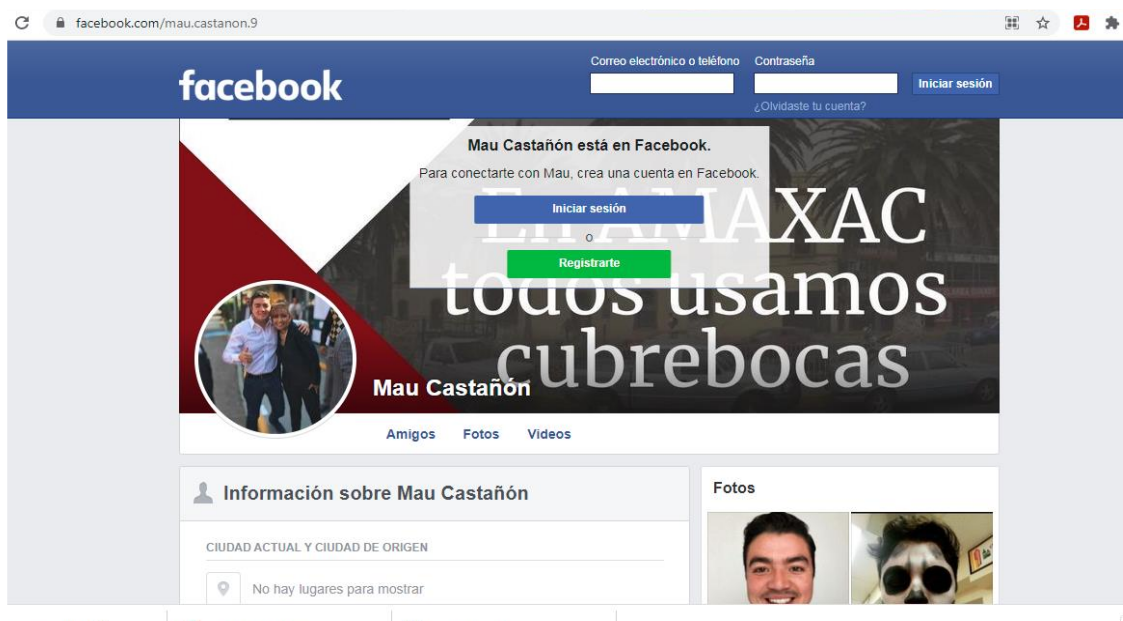 facebook.com/mau.castanon.9
facebook
Correo electrónico o teléfono
Contraseña
Iniciar sesión
¿Olvidaste tu cuenta?
Mau Castañón está en Facebook.
Para conectarte con Mau, crea una cuenta en Facebook.
Iniciar sesión
o
Registrarte
En AMAXAC
todos usamos
cubrebocas
Mau Castañón
Amigos Fotos Videos
Información sobre Mau Castañón
CIUDAD ACTUAL Y CIUDAD DE ORIGEN
No hay lugares para mostrar
Fotos